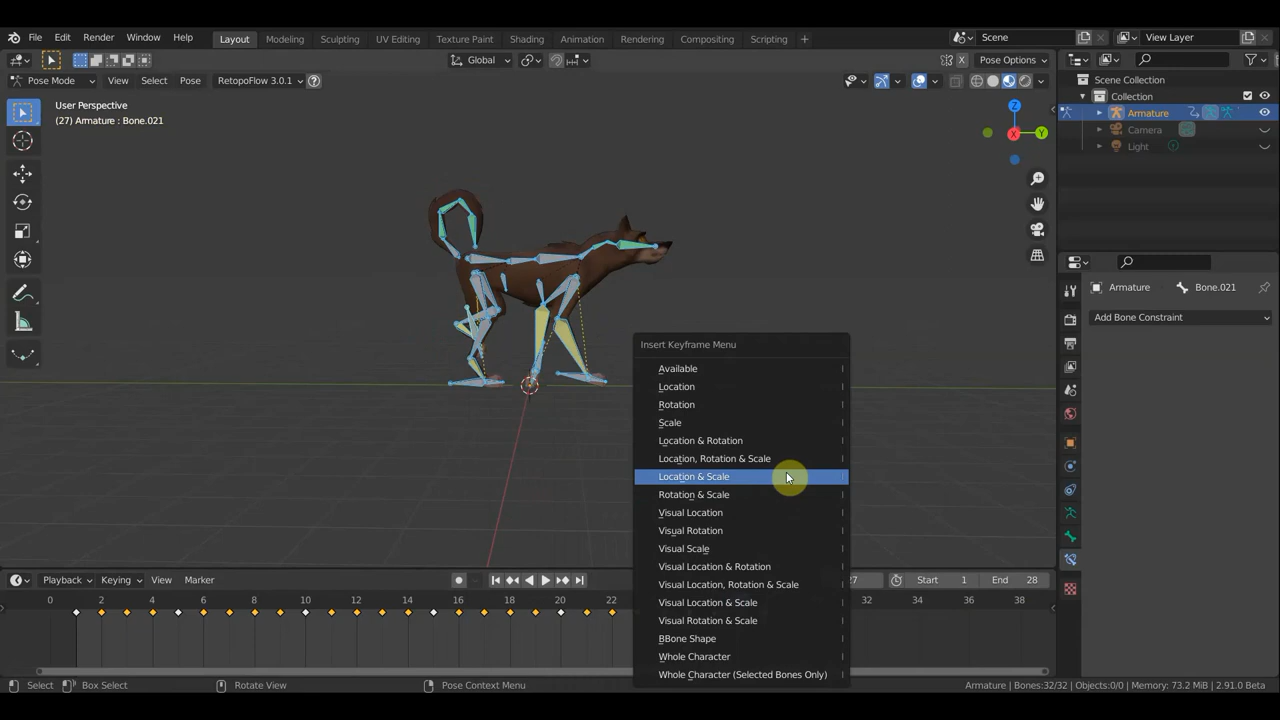 File Edit Render Window Help Layout Modeling Sculpting UV Editing Texture Paint Shading Animation Rendering Compositing Scripting + Scene View Layer
Global X Pose Options
Pose Mode View Select Pose RetopoFlow 3.0.1 ?
User Perspective
(27) Armature : Bone.021
Z
X
Y
Scene Collection
Collection
Armature
Camera
Light
Armature Bone.021
Add Bone Constraint
Insert Keyframe Menu
Available I
Location I
Rotation I
Scale I
Location & Rotation I
Location, Rotation & Scale I
Location & Scale I
Rotation & Scale I
Visual Location I
Visual Rotation I
Visual Scale I
Visual Location & Rotation I
Visual Location, Rotation & Scale I
Visual Location & Scale I
Visual Rotation & Scale I
BBone Shape I
Whole Character I
Whole Character (Selected Bones Only) I
Playback Keying View Marker 27 Start 1 End 28
0 2 4 6 8 10 12 14 16 18 20 22 32 34 36 38
Select Box Select Rotate View Pose Context Menu Armature | Bones:32/32 | Objects:0/0 | Memory: 73.2 MiB | 2.91.0 Beta